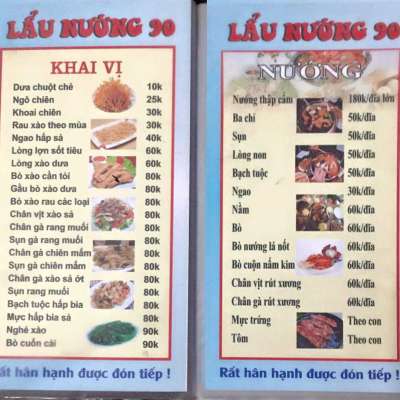 LẨU NƯỚNG 90
KHAI VỊ
Dưa chuột chẻ 10k
Ngô chiên 25k
Khoai chiên 30k
Rau xào theo mùa 30k
Ngao hấp sả 40k
Lòng lợn sốt tiêu 60k
Lòng xào dưa 60k
Bò xào cần tỏi 80k
Gầu bò xào dưa 80k
Bò xào rau các loại 80k
Chân vịt xào sả 80k
Chân gà rang muối 80k
Sụn gà rang muối 80k
Chân gà chiên mắm 80k
Sụn gà chiên mắm 80k
Chân gà xào sả ớt 80k
Sụn rang muối 80k
Bạch tuộc hấp bia 80k
Mực hấp bia sả 80k
Nghê xào 90k
Bò cuốn cải 90k
Rất hân hạnh được đón tiếp !
LẨU NƯỚNG 90
NƯỚNG
Nướng thập cẩm 180k/đĩa lớn
Ba chỉ 50k/đĩa
Sụn 50k/đĩa
Lòng non 50k/đĩa
Bạch tuộc 50k/đĩa
Ngao 30k/đĩa
Nầm 60k/đĩa
Bò 60k/đĩa
Bò nướng lá nốt 60k/đĩa
Bò cuộn nấm kim 60k/đĩa
Chân vịt rút xương 60k/đĩa
Chân gà rút xương 60k/đĩa
Mực trứng Theo con
Tôm Theo con
Rất hân hạnh được đón tiếp !